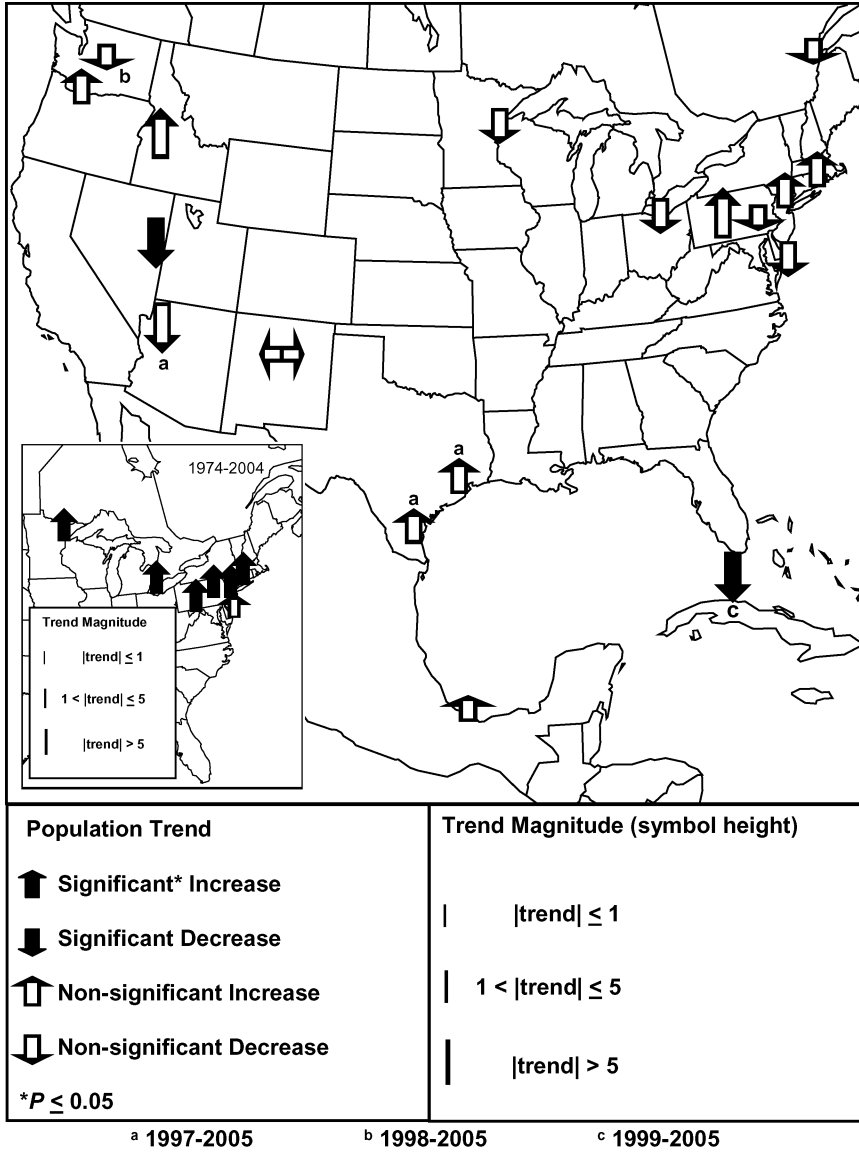 b
a
a
a
c
1974-2004
Trend Magnitude
|trend| ≤ 1
1 < |trend| ≤ 5
|trend| > 5
Population Trend
Significant* Increase
Significant Decrease
Non-significant Increase
Non-significant Decrease
*P ≤ 0.05
Trend Magnitude (symbol height)
|trend| ≤ 1
1 < |trend| ≤ 5
|trend| > 5
a 1997-2005 b 1998-2005 c 1999-2005